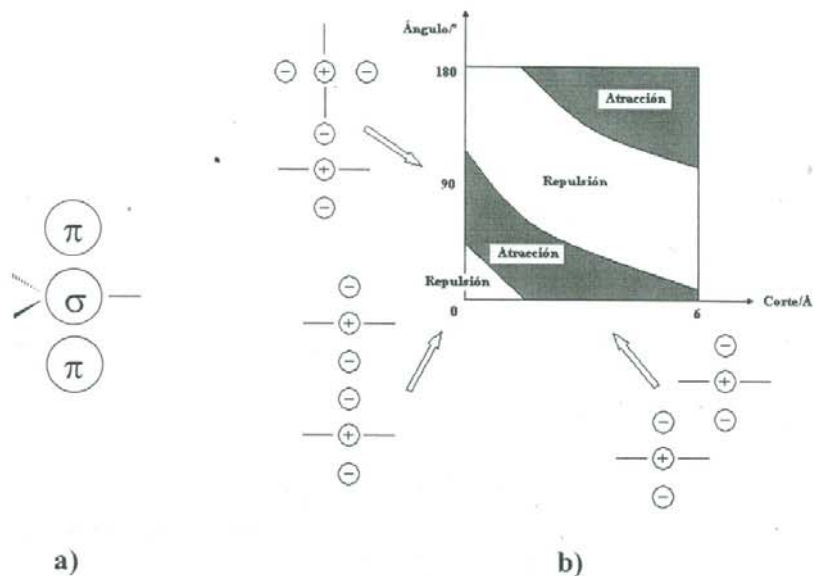 Ángulo/°
180
Atracción
90
Repulsión
Atracción
Repulsión
0
6
Corte/Å
π
σ
π
− + −
−
+
−
−
+
−
−
+
−
−
+
−
−
+
−
a)
b)